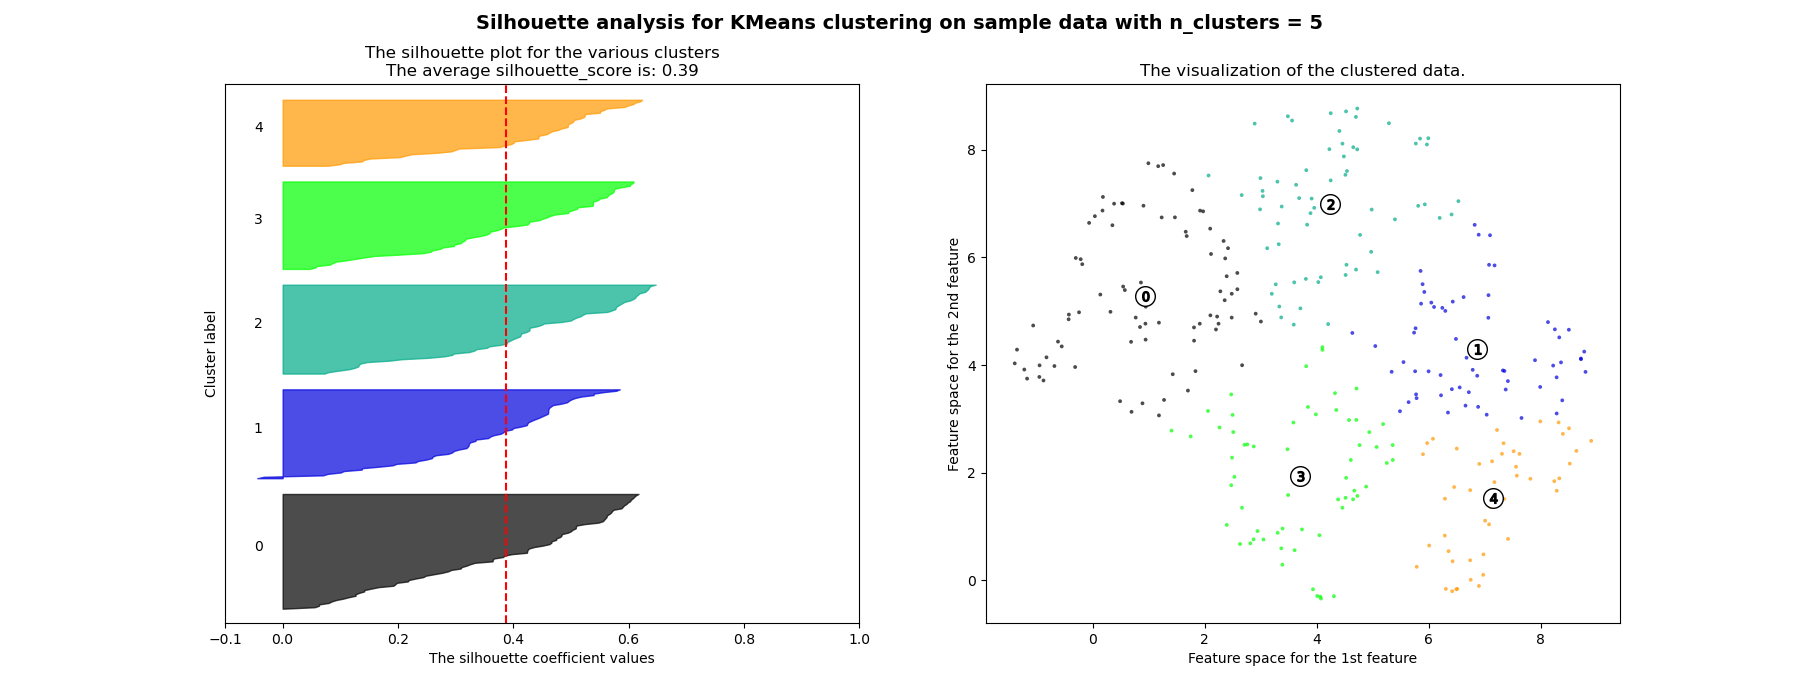 Silhouette analysis for KMeans clustering on sample data with n_clusters = 5
The silhouette plot for the various clusters
The average silhouette_score is: 0.39
Cluster label
4
3
2
1
0
−0.1 0.0 0.2 0.4 0.6 0.8 1.0
The silhouette coefficient values
The visualization of the clustered data.
Feature space for the 2nd feature
8
6
4
2
0
2
0
1
3
4
0 2 4 6 8
Feature space for the 1st feature